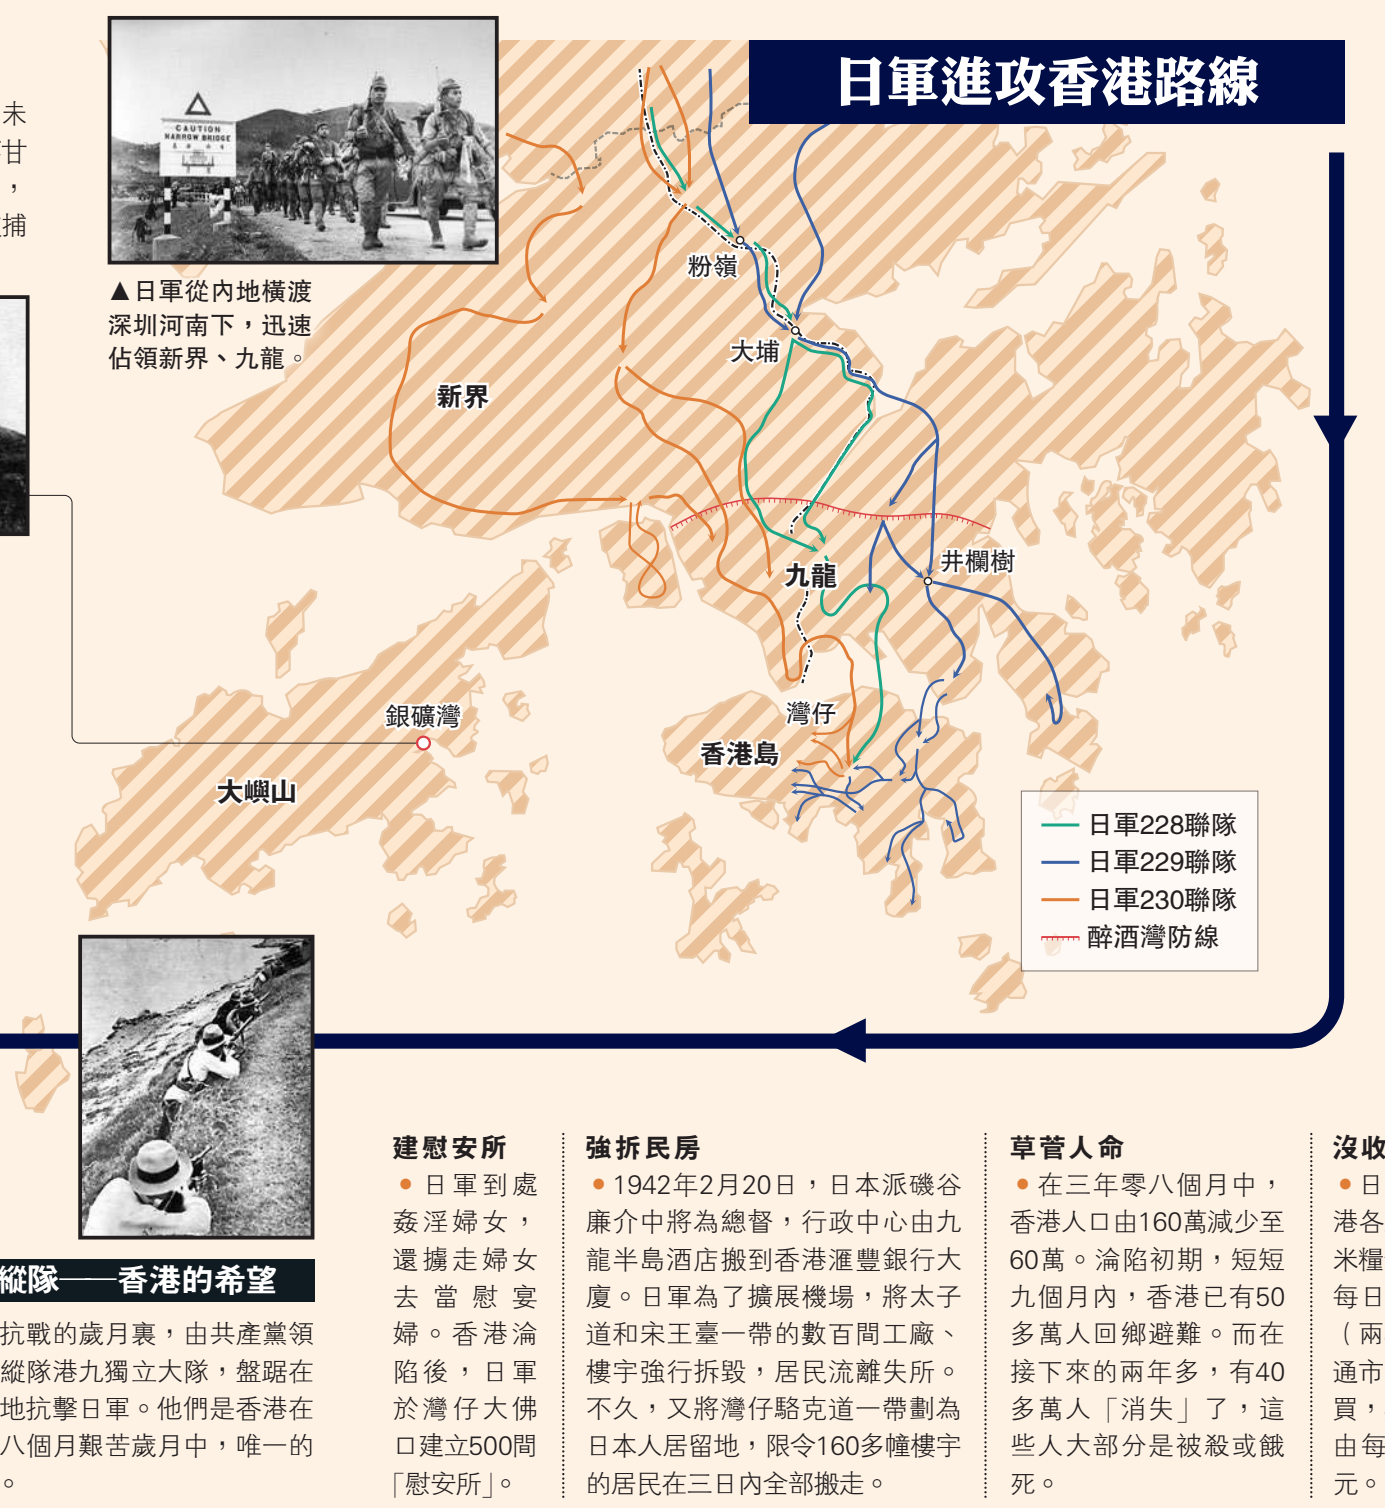 未
甘
，
捕
日軍進攻香港路線
CAUTION
NARROW BRIDGE
▲日軍從內地橫渡
深圳河南下，迅速
佔領新界、九龍。
粉嶺
大埔
新界
井欄樹
九龍
灣仔
銀礦灣
香港島
大嶼山
日軍228聯隊
日軍229聯隊
日軍230聯隊
醉酒灣防線
縱隊——香港的希望
抗戰的歲月裏，由共產黨領
縱隊港九獨立大隊，盤踞在
地抗擊日軍。他們是香港在
八個月艱苦歲月中，唯一的
。
建慰安所
●日軍到處
姦淫婦女，
還擄走婦女
去當慰宴
婦。香港淪
陷後，日軍
於灣仔大佛
口建立500間
「慰安所」。
強拆民房
●1942年2月20日，日本派磯谷
廉介中將為總督，行政中心由九
龍半島酒店搬到香港滙豐銀行大
廈。日軍為了擴展機場，將太子
道和宋王臺一帶的數百間工廠、
樓宇強行拆毀，居民流離失所。
不久，又將灣仔駱克道一帶劃為
日本人居留地，限令160多幢樓宇
的居民在三日內全部搬走。
草菅人命
●在三年零八個月中，
香港人口由160萬減少至
60萬。淪陷初期，短短
九個月內，香港已有50
多萬人回鄉避難。而在
接下來的兩年多，有40
多萬人「消失」了，這
些人大部分是被殺或餓
死。
沒收
●日
港各
米糧
每日
（兩
通市
買，
由每
元。